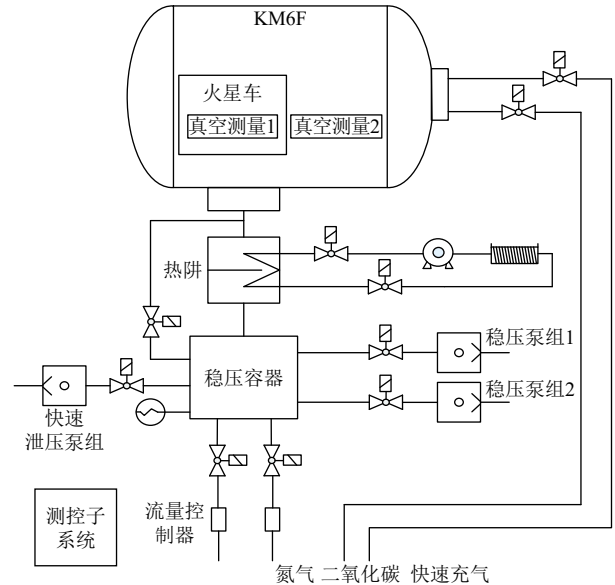 KM6F
火星车
真空测量1
真空测量2
热阱
稳压泵组1
稳压容器
稳压泵组2
快速
泄压泵组
流量控
制器
测控子
系统
氮气
二氧化碳
快速充气